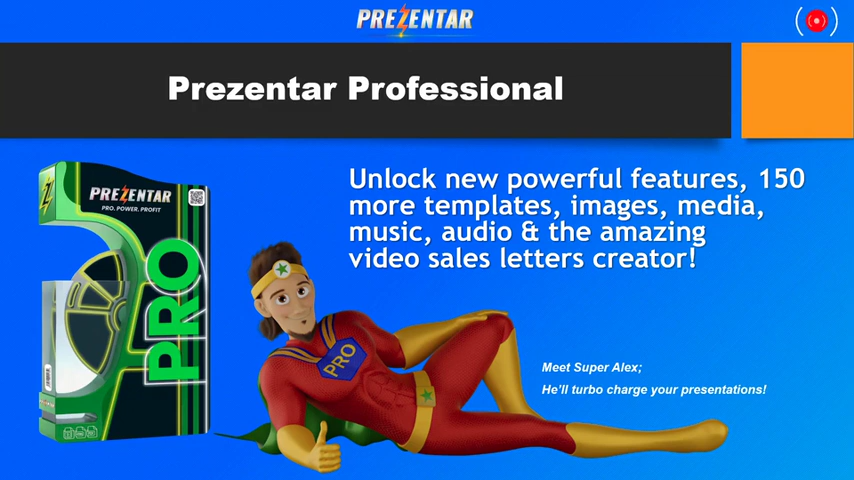 PREZENTAR
Prezentar Professional
PREZENTAR
PRO. POWER. PROFIT
PRO
Unlock new powerful features, 150
more templates, images, media,
music, audio & the amazing
video sales letters creator!
PRO
Meet Super Alex;
He'll turbo charge your presentations!